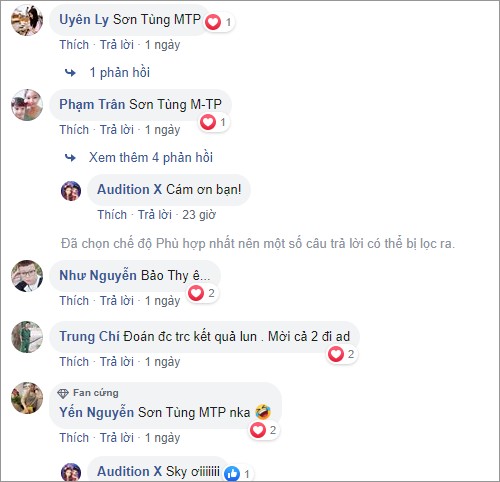 Uyên Ly Sơn Tùng MTP 1
Thích · Trả lời · 1 ngày
1 phản hồi
Phạm Trân Sơn Tùng M-TP
Thích · Trả lời · 1 ngày 1
Xem thêm 4 phản hồi
Audition X Cám ơn bạn!
Thích · Trả lời · 23 giờ
Đã chọn chế độ Phù hợp nhất nên một số câu trả lời có thể bị lọc ra.
Như Nguyễn Bảo Thy ê...
Thích · Trả lời · 1 ngày 2
Trung Chí Đoán đc trc kết quả lun . Mời cả 2 đi ad
Thích · Trả lời · 1 ngày 2
Fan cứng
Yến Nguyễn Sơn Tùng MTP nka 🤣
Thích · Trả lời · 1 ngày 2
Audition X Sky ơiiiiiii 1